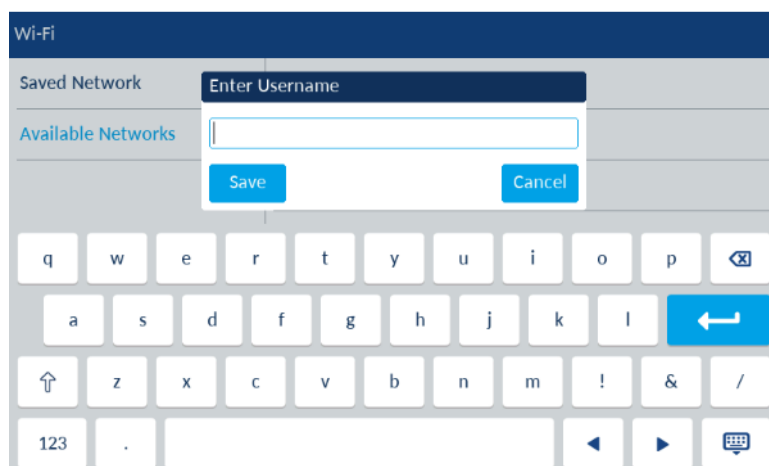 Wi-Fi
Saved Network
Enter Username
Available Networks
Save Cancel
q w e r t y u i o p
a s d f g h j k l
z x c v b n m ! & /
123 .